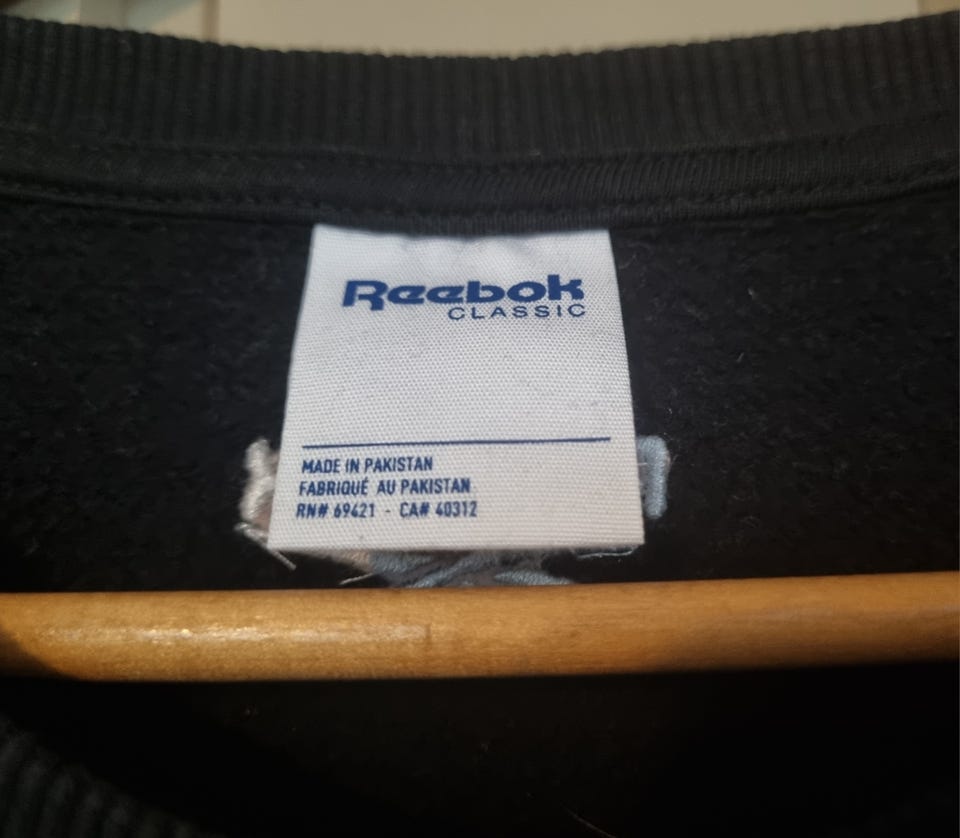 Reebok
CLASSIC
MADE IN PAKISTAN
FABRIQUÉ AU PAKISTAN
RN# 69421 - CA# 40312